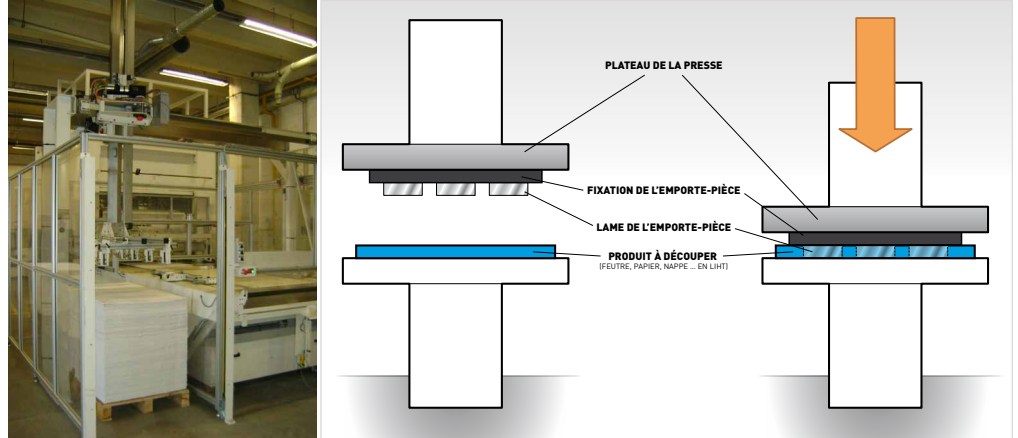 PLATEAU DE LA PRESSE
FIXATION DE L'EMPORTE-PIÈCE
LAME DE L'EMPORTE-PIÈCE
PRODUIT À DÉCOUPER
(FEUTRE, PAPIER, NAPPE ... EN LIHT)